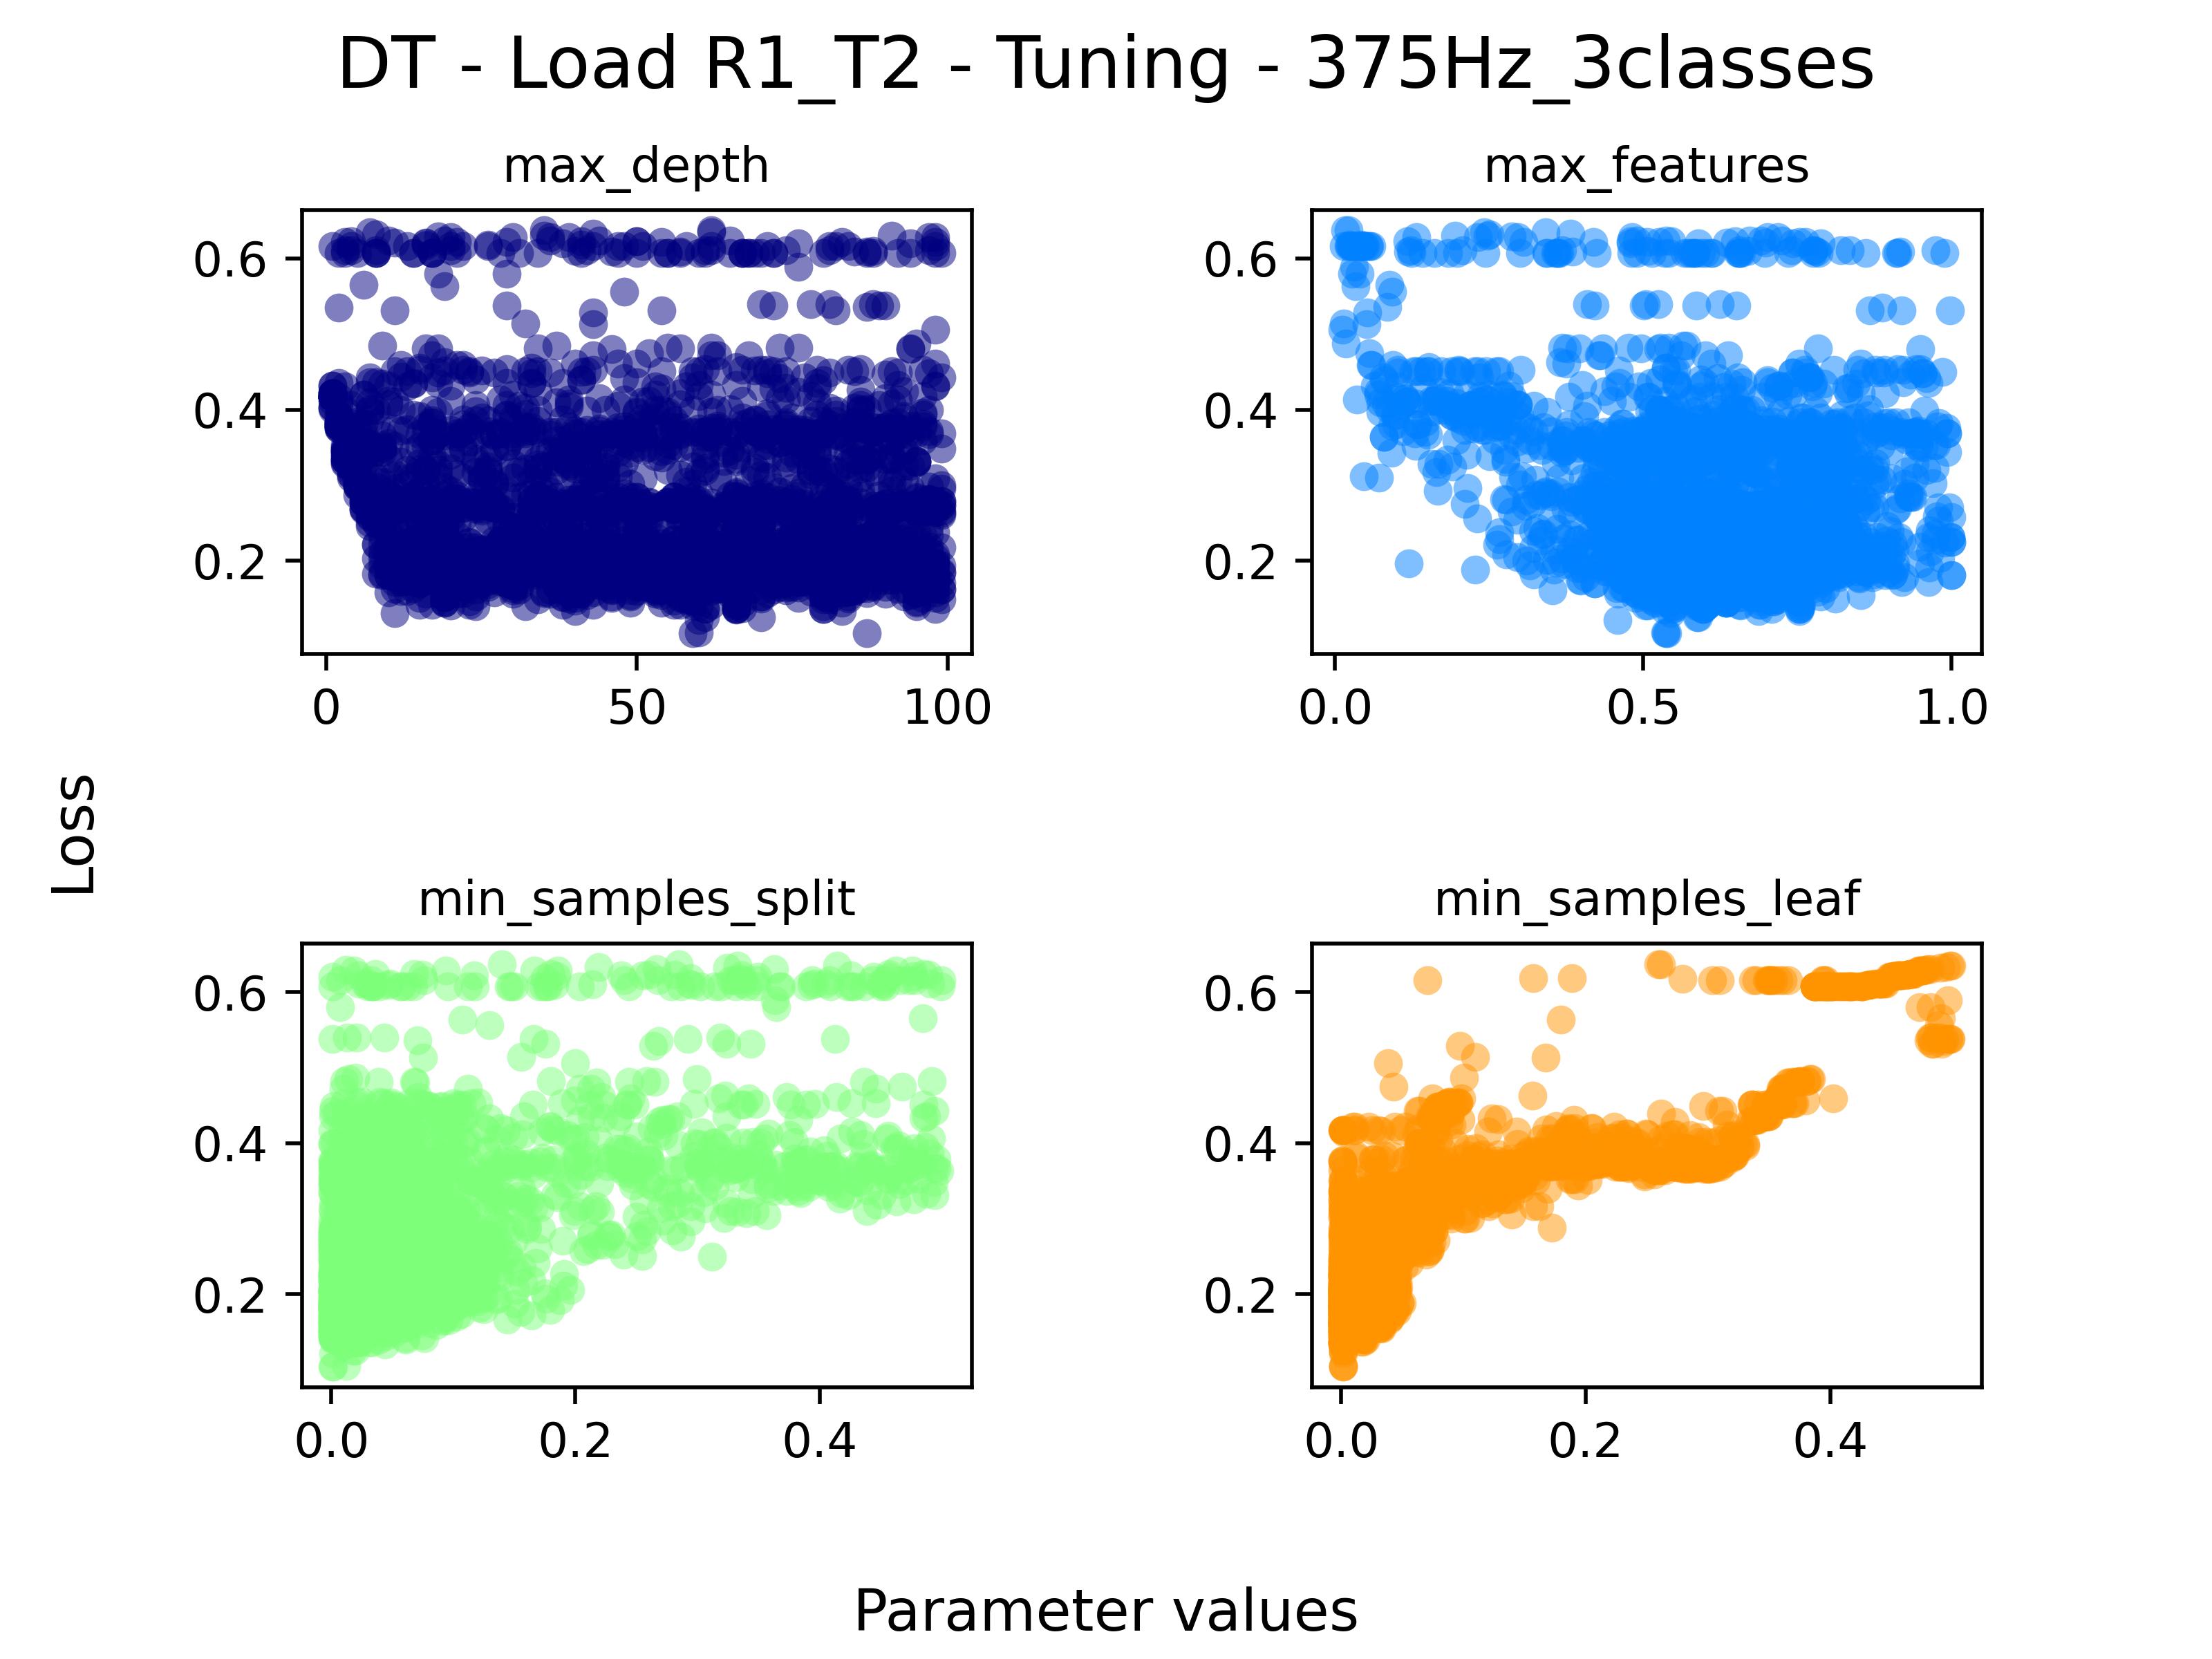 DT - Load R1_T2 - Tuning - 375Hz_3classes
max_depth
0.6
0.4
0.2
0 50 100
max_features
0.6
0.4
0.2
0.0 0.5 1.0
Loss
min_samples_split
0.6
0.4
0.2
0.0 0.2 0.4
min_samples_leaf
0.6
0.4
0.2
0.0 0.2 0.4
Parameter values